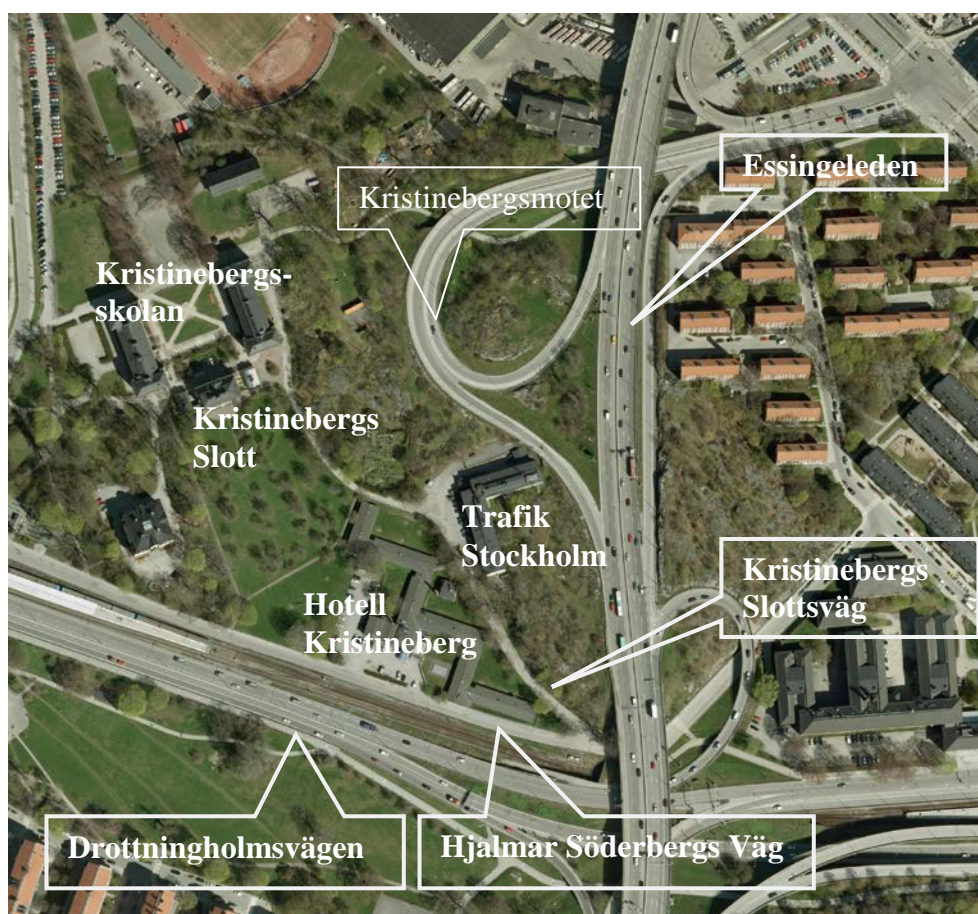 Essingeleden
Kristinebergsmotet
Kristinebergs-
skolan
Kristinebergs
Slott
Trafik
Stockholm
Kristinebergs
Slottsväg
Hotell
Kristineberg
Drottningholmsvägen
Hjalmar Söderbergs Väg